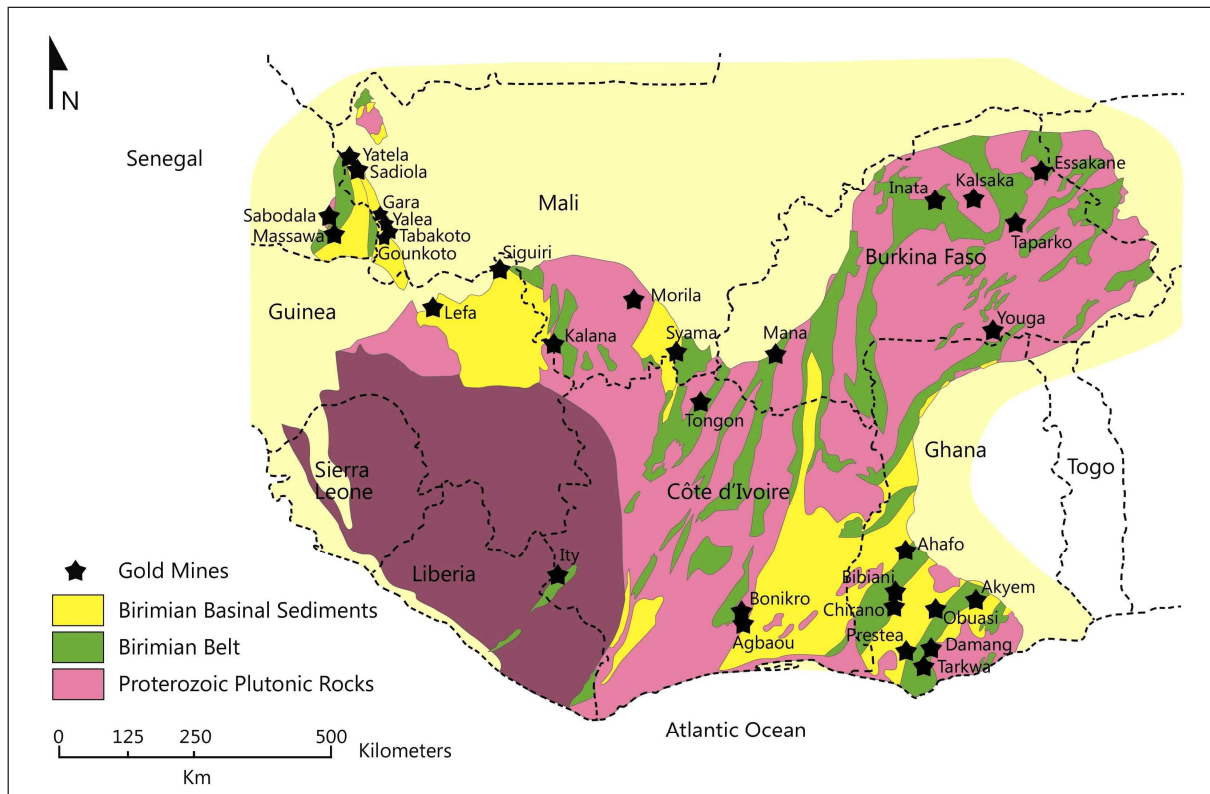 N
Senegal
Yatela
Sadiola
Gara
Yalea
Tabakoto
Gounkoto
Sabodala
Massawa
Mali
Inata
Kalsaka
Essakane
Taparko
Burkina Faso
Siguiri
Guinea
Lefa
Morila
Kalana
Syama
Mana
Youga
Tongon
Ghana
Togo
Sierra
Leone
Côte d'Ivoire
Liberia
Ity
Ahafo
Bibiani
Akyem
Chirano
Obuasi
Bonikro
Agbaou
Prestea
Damang
Tarkwa
Atlantic Ocean
Gold Mines
Birimian Basinal Sediments
Birimian Belt
Proterozoic Plutonic Rocks
0 125 250 500 Kilometers
Km